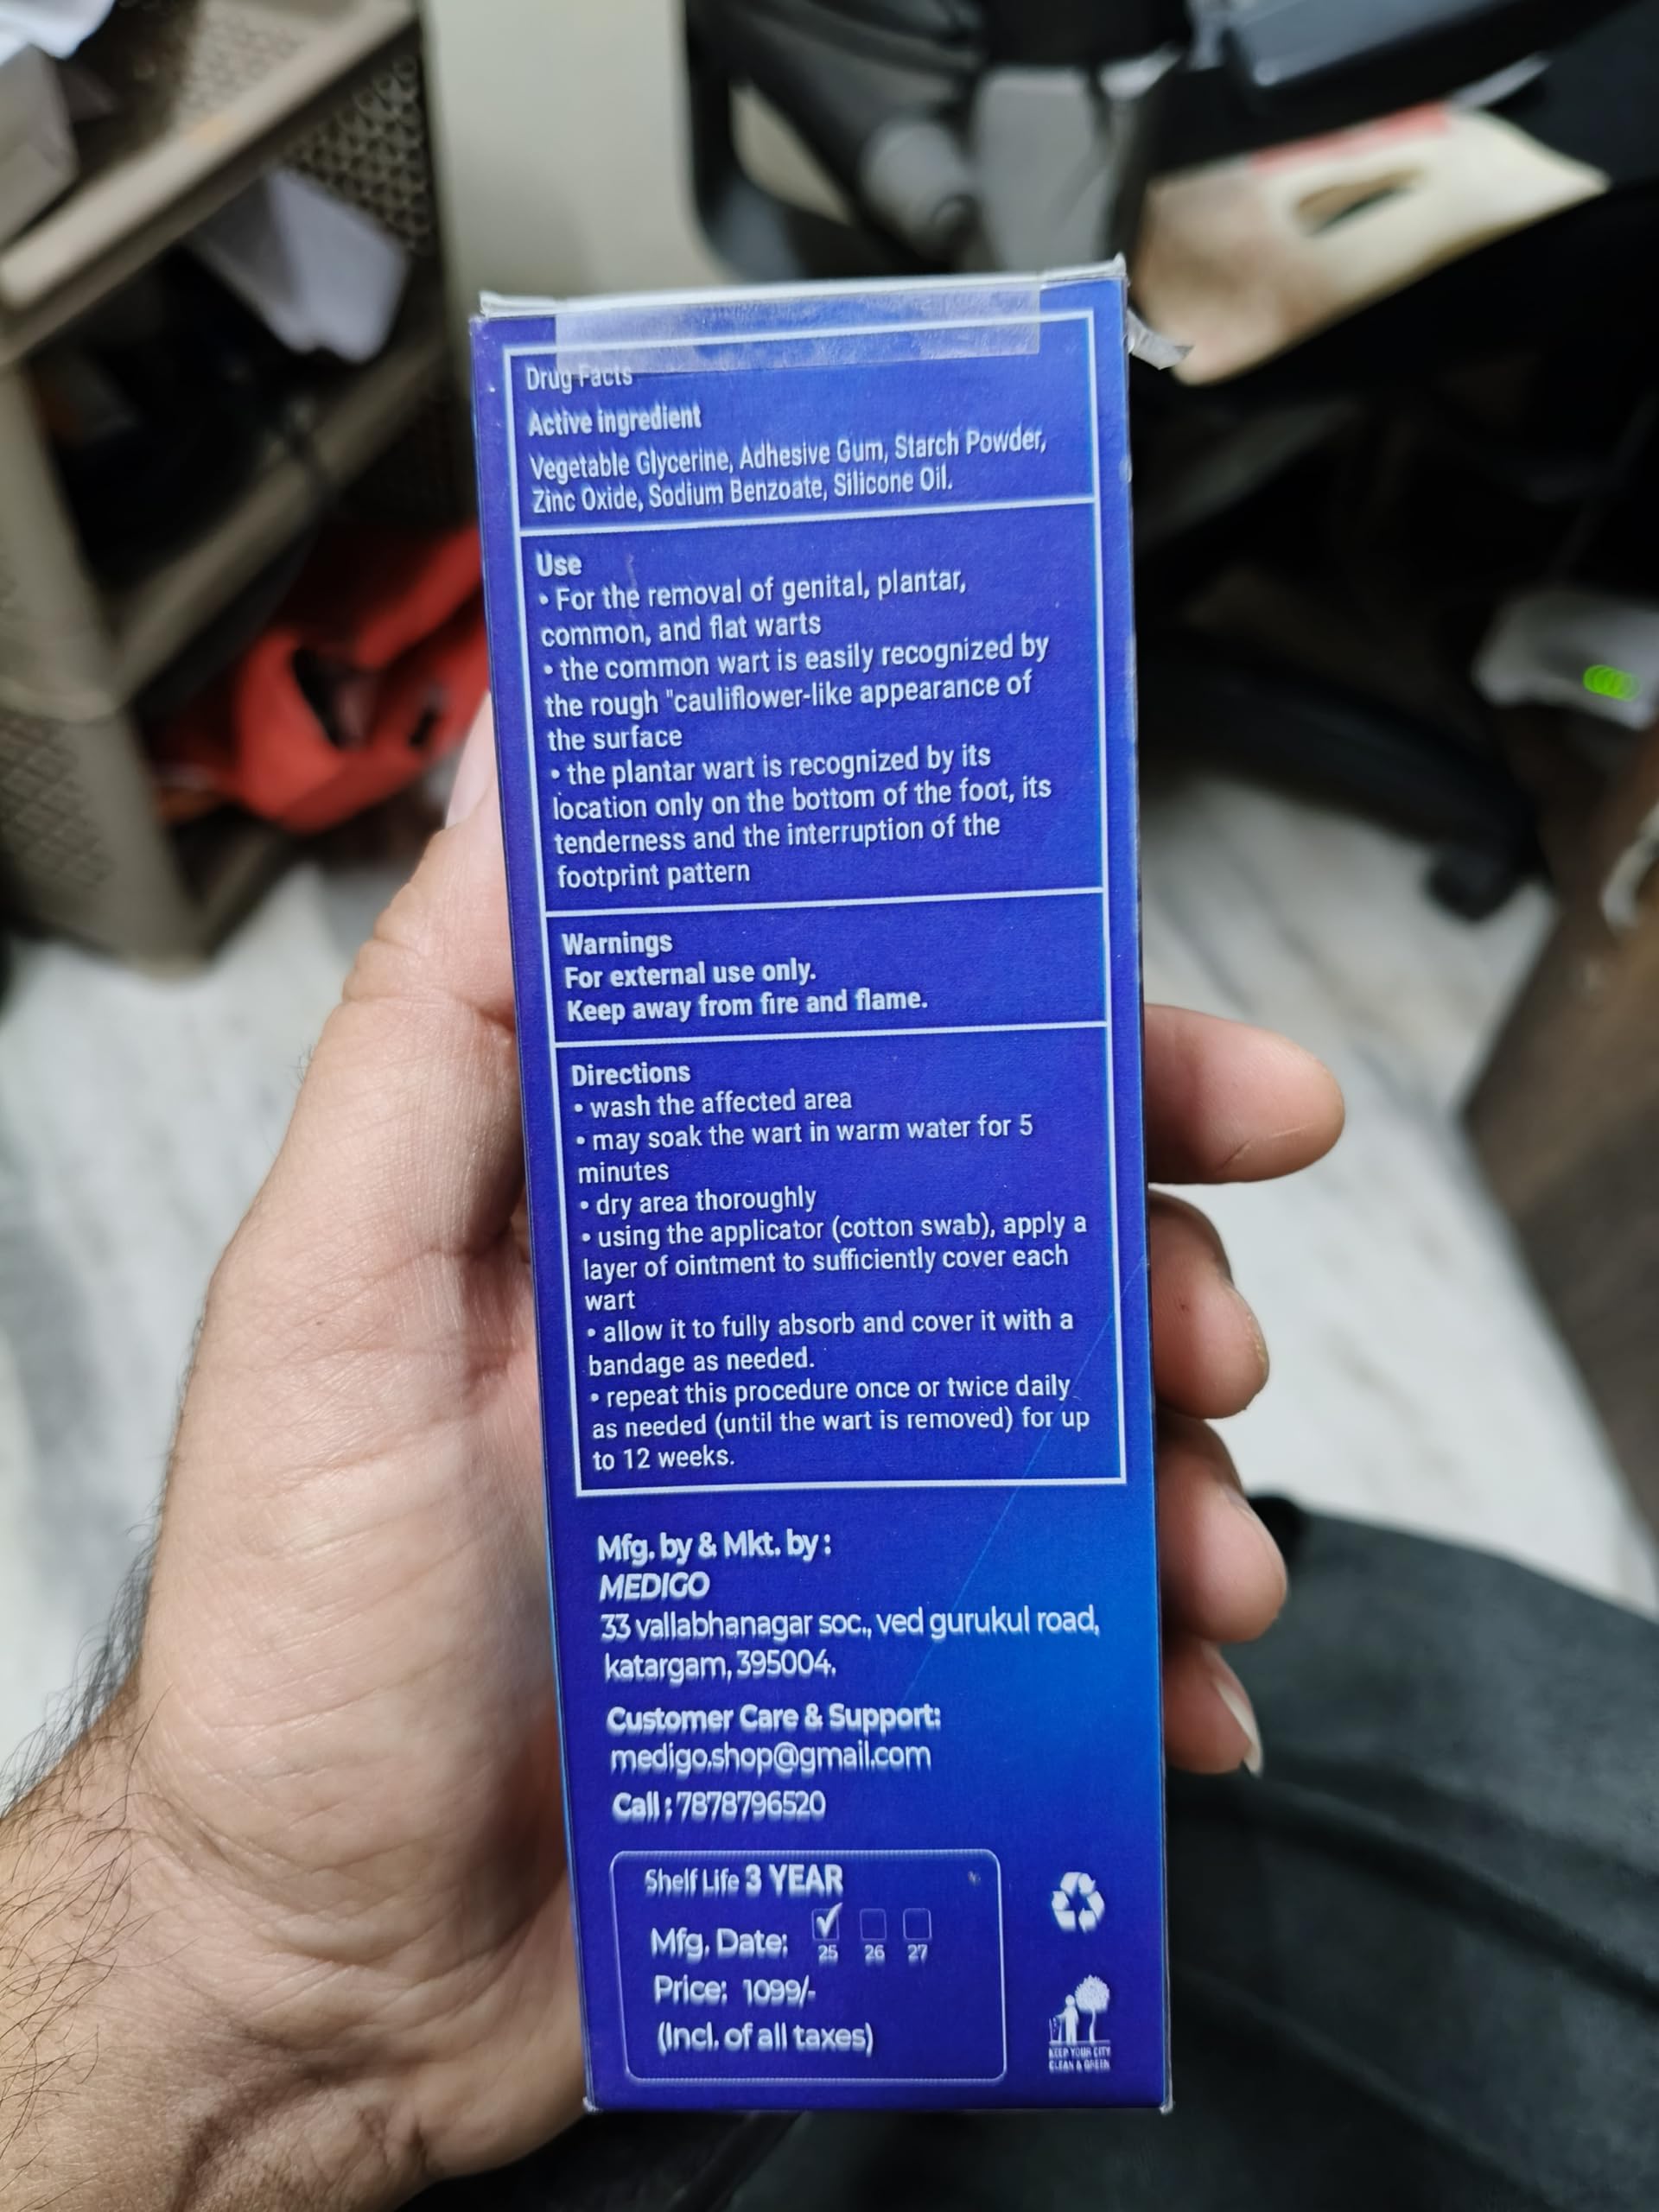 Drug Facts
Active ingredient
Vegetable Glycerine, Adhesive Gum, Starch Powder,
Zinc Oxide, Sodium Benzoate, Silicone Oil.
Use
• For the removal of genital, plantar,
common, and flat warts
• the common wart is easily recognized by
the rough "cauliflower-like appearance of
the surface
• the plantar wart is recognized by its
location only on the bottom of the foot, its
tenderness and the interruption of the
footprint pattern
Warnings
For external use only.
Keep away from fire and flame.
Directions
• wash the affected area
• may soak the wart in warm water for 5
minutes
• dry area thoroughly
• using the applicator (cotton swab), apply a
layer of ointment to sufficiently cover each
wart
• allow it to fully absorb and cover it with a
bandage as needed.
• repeat this procedure once or twice daily
as needed (until the wart is removed) for up
to 12 weeks.
Mfg. by & Mkt. by :
MEDIGO
33 vallabhanagar soc., ved gurukul road,
katargam, 395004.
Customer Care & Support:
medigo.shop@gmail.com
Call : 7878796520
Shelf Life 3 YEAR
Mfg. Date:
25 26 27
Price: 1099/-
(Incl. of all taxes)
KEEP YOUR CITY
CLEAN & GREEN